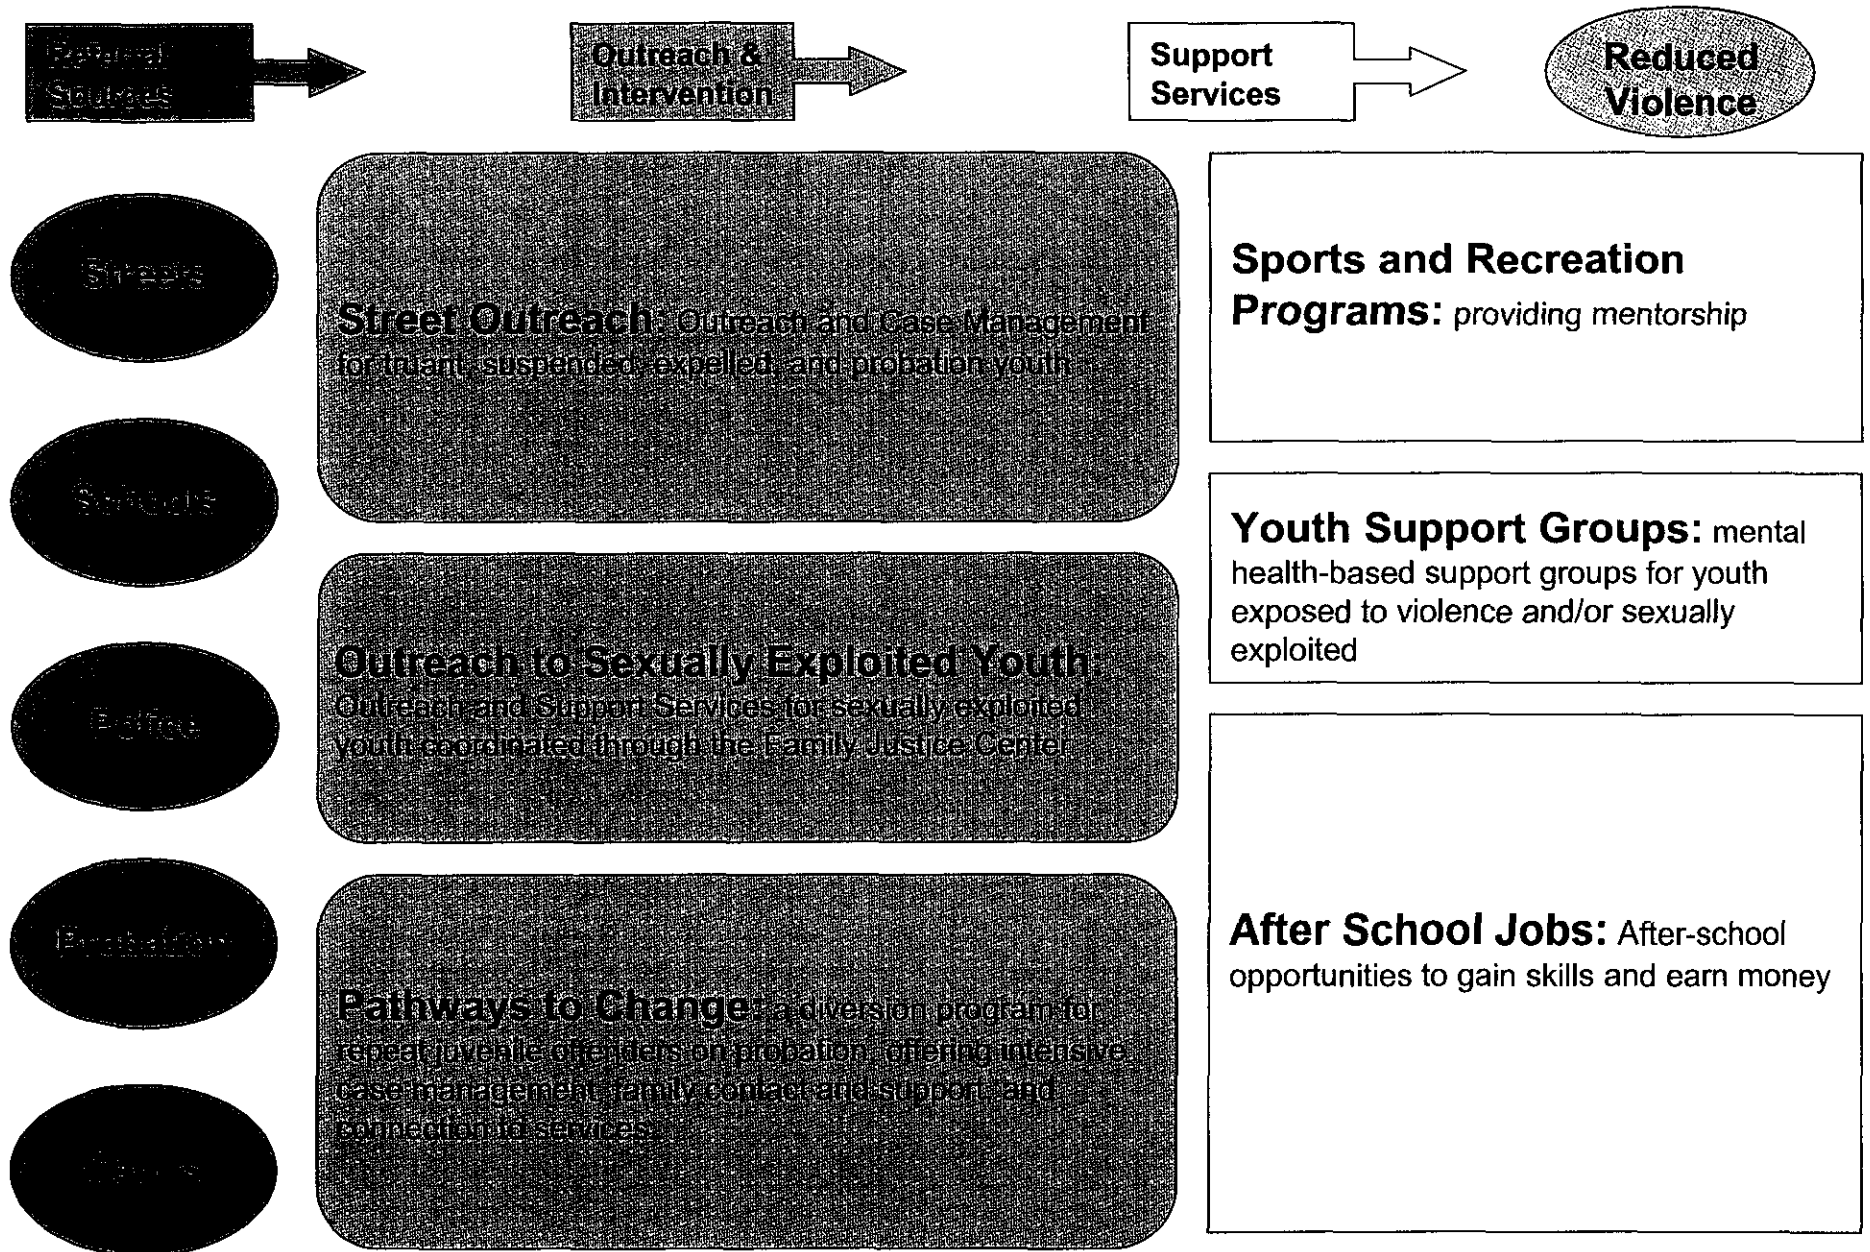 Referral
Sources
Outreach &
Intervention
Support
Services
Reduced
Violence
Streets
Schools
Police
Probation
Street Outreach: Outreach and Case Management
for truant, suspended, expelled, and probation youth
Outreach to Sexually Exploited Youth:
Outreach and Support Services for sexually exploited
youth coordinated through the Family Justice Center
Pathways to Change: a diversion program for
repeat juvenile offenders on probation, offering intensive
case management, family contact and support, and
connection to services.
Sports and Recreation
Programs: providing mentorship
Youth Support Groups: mental
health-based support groups for youth
exposed to violence and/or sexually
exploited
After School Jobs: After-school
opportunities to gain skills and earn money